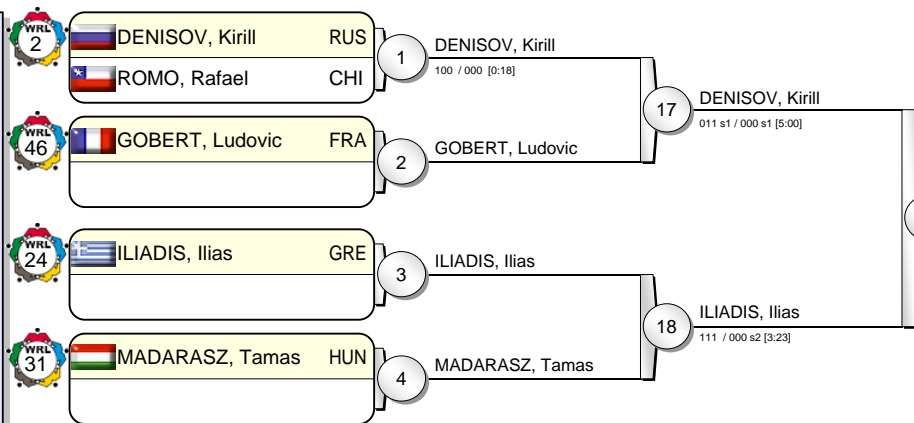 WRL
2
DENISOV, Kirill RUS
ROMO, Rafael CHI
1
DENISOV, Kirill
100 / 000 [0:18]
WRL
46
GOBERT, Ludovic FRA
2
GOBERT, Ludovic
17
DENISOV, Kirill
011 s1 / 000 s1 [5:00]
WRL
24
ILIADIS, Ilias GRE
3
ILIADIS, Ilias
WRL
31
MADARASZ, Tamas HUN
4
MADARASZ, Tamas
18
ILIADIS, Ilias
111 / 000 s2 [3:23]